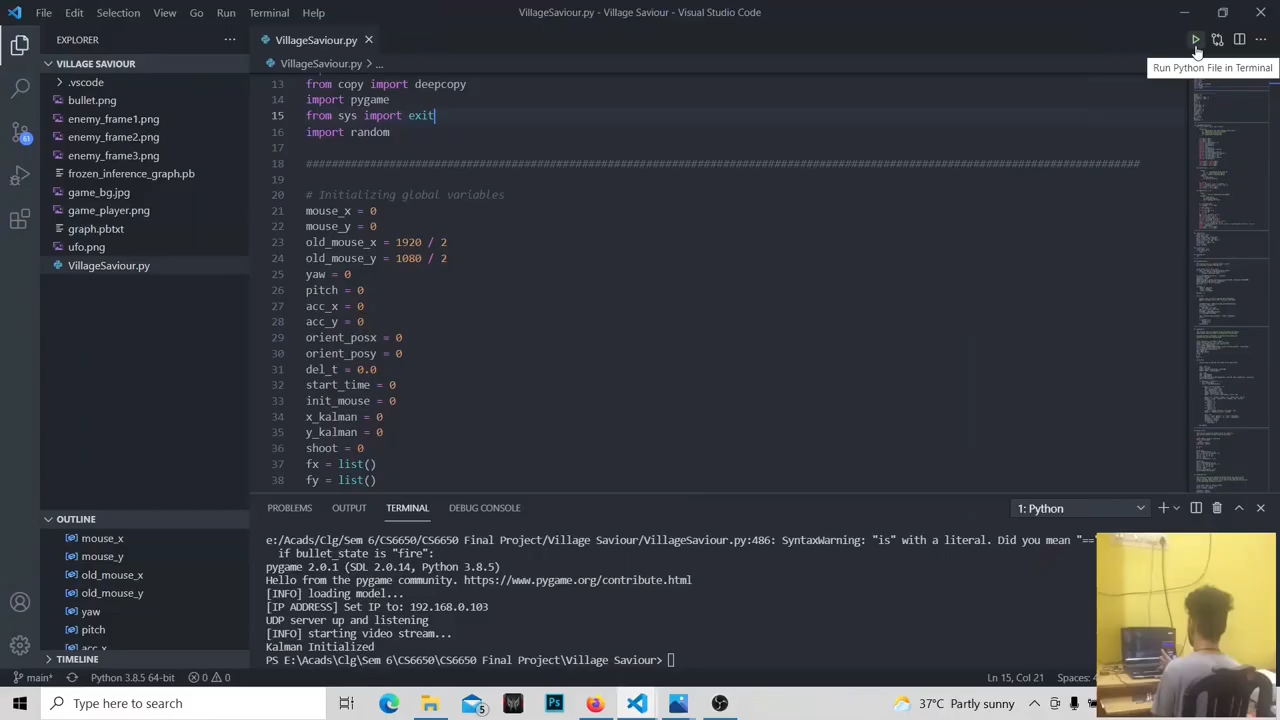 File Edit Selection View Go Run Terminal Help
VillageSaviour.py - Village Saviour - Visual Studio Code
EXPLORER
VILLAGE SAVIOUR
.vscode
bullet.png
enemy_frame1.png
enemy_frame2.png
enemy_frame3.png
frozen_inference_graph.pb
game_bg.jpg
game_player.png
graph.pbtxt
ufo.png
VillageSaviour.py
OUTLINE
mouse_x
mouse_y
old_mouse_x
old_mouse_y
yaw
pitch
acc_x
TIMELINE
61
VillageSaviour.py
VillageSaviour.py > ...
Run Python File in Terminal
13 from copy import deepcopy
14 import pygame
15 from sys import exit
16 import random
17
18 ####################################################################################################
19
20 # Initializing global variables
21 mouse_x = 0
22 mouse_y = 0
23 old_mouse_x = 1920 / 2
24 old_mouse_y = 1080 / 2
25 yaw = 0
26 pitch = 0
27 acc_x = 0
28 acc_y = 0
29 orient_posx = 0
30 orient_posy = 0
31 del_t = 0.0
32 start_time = 0
33 init_mouse = 0
34 x_kalman = 0
35 y_kalman = 0
36 shoot = 0
37 fx = list()
38 fy = list()
PROBLEMS OUTPUT TERMINAL DEBUG CONSOLE
1: Python
e:/Acads/Clg/Sem 6/CS6650/CS6650 Final Project/Village Saviour/VillageSaviour.py:486: SyntaxWarning: "is" with a literal. Did you mean "=="
if bullet_state is "fire":
pygame 2.0.1 (SDL 2.0.14, Python 3.8.5)
Hello from the pygame community. https://www.pygame.org/contribute.html
[INFO] loading model...
[IP ADDRESS] Set IP to: 192.168.0.103
UDP server up and listening
[INFO] starting video stream...
Kalman Initialized
PS E:\Acads\Clg\Sem 6\CS6650\CS6650 Final Project\Village Saviour>
main* Python 3.8.5 64-bit 0 0
Ln 15, Col 21 Spaces: 4
Type here to search
5
Ps
37°C Partly sunny